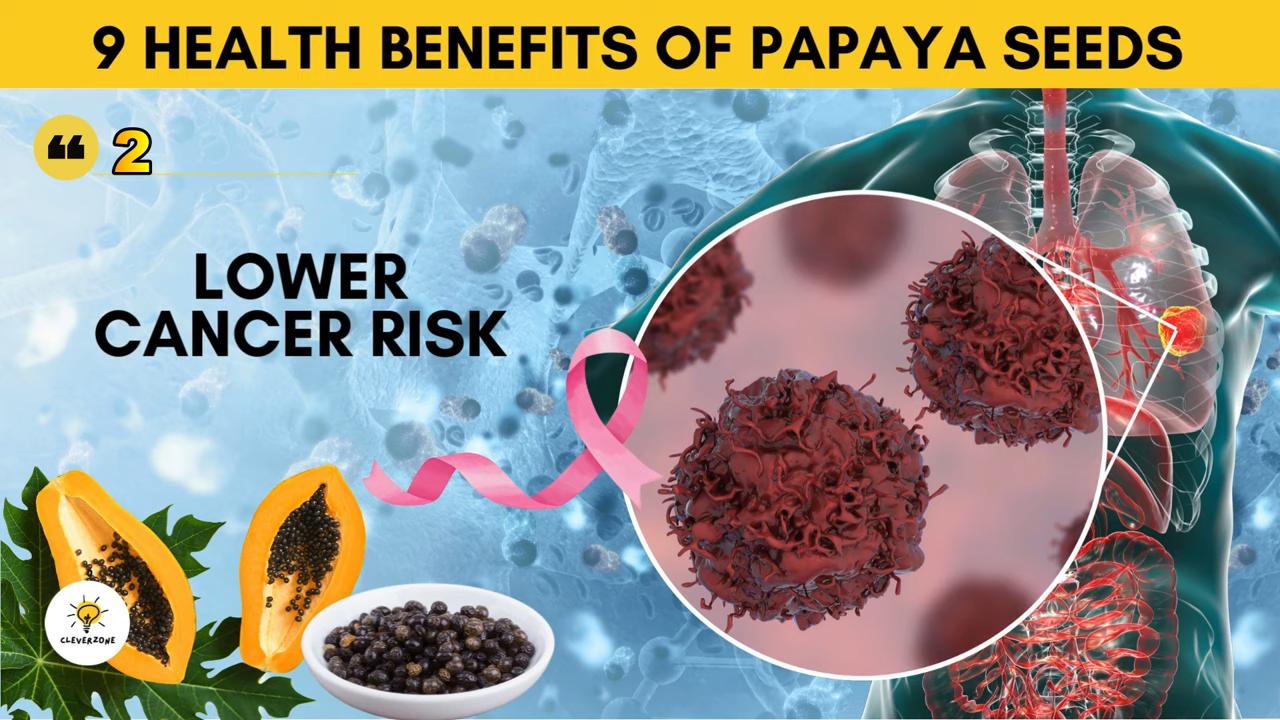 9 HEALTH BENEFITS OF PAPAYA SEEDS
❝ 2
LOWER
CANCER RISK
CLEVERZONE